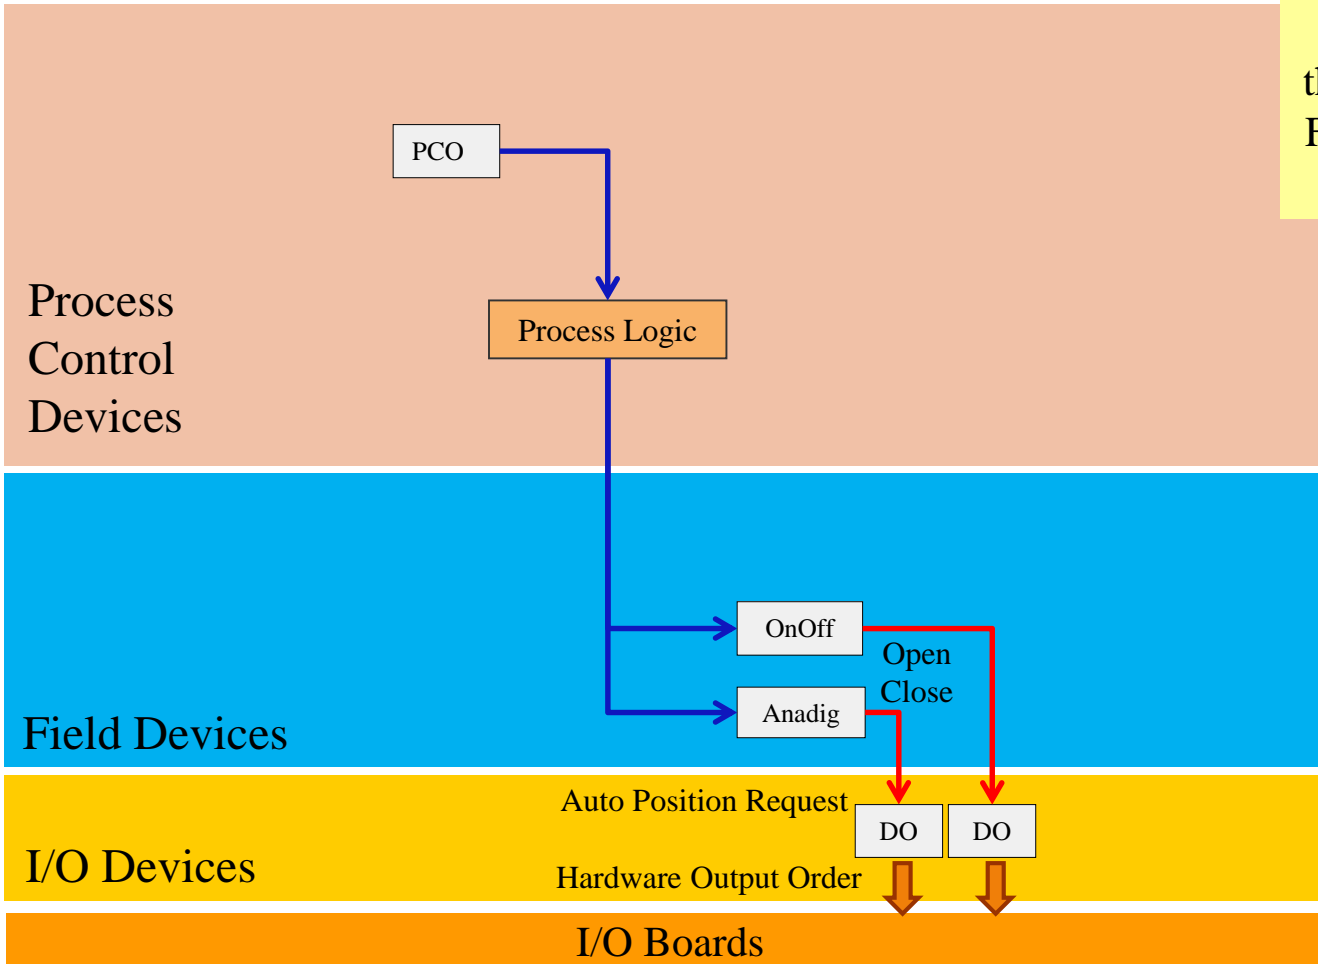 PCO
Process Logic
Process
Control
Devices
OnOff
Open
Close
Anadig
Field Devices
Auto Position Request
DO
DO
I/O Devices
Hardware Output Order
I/O Boards